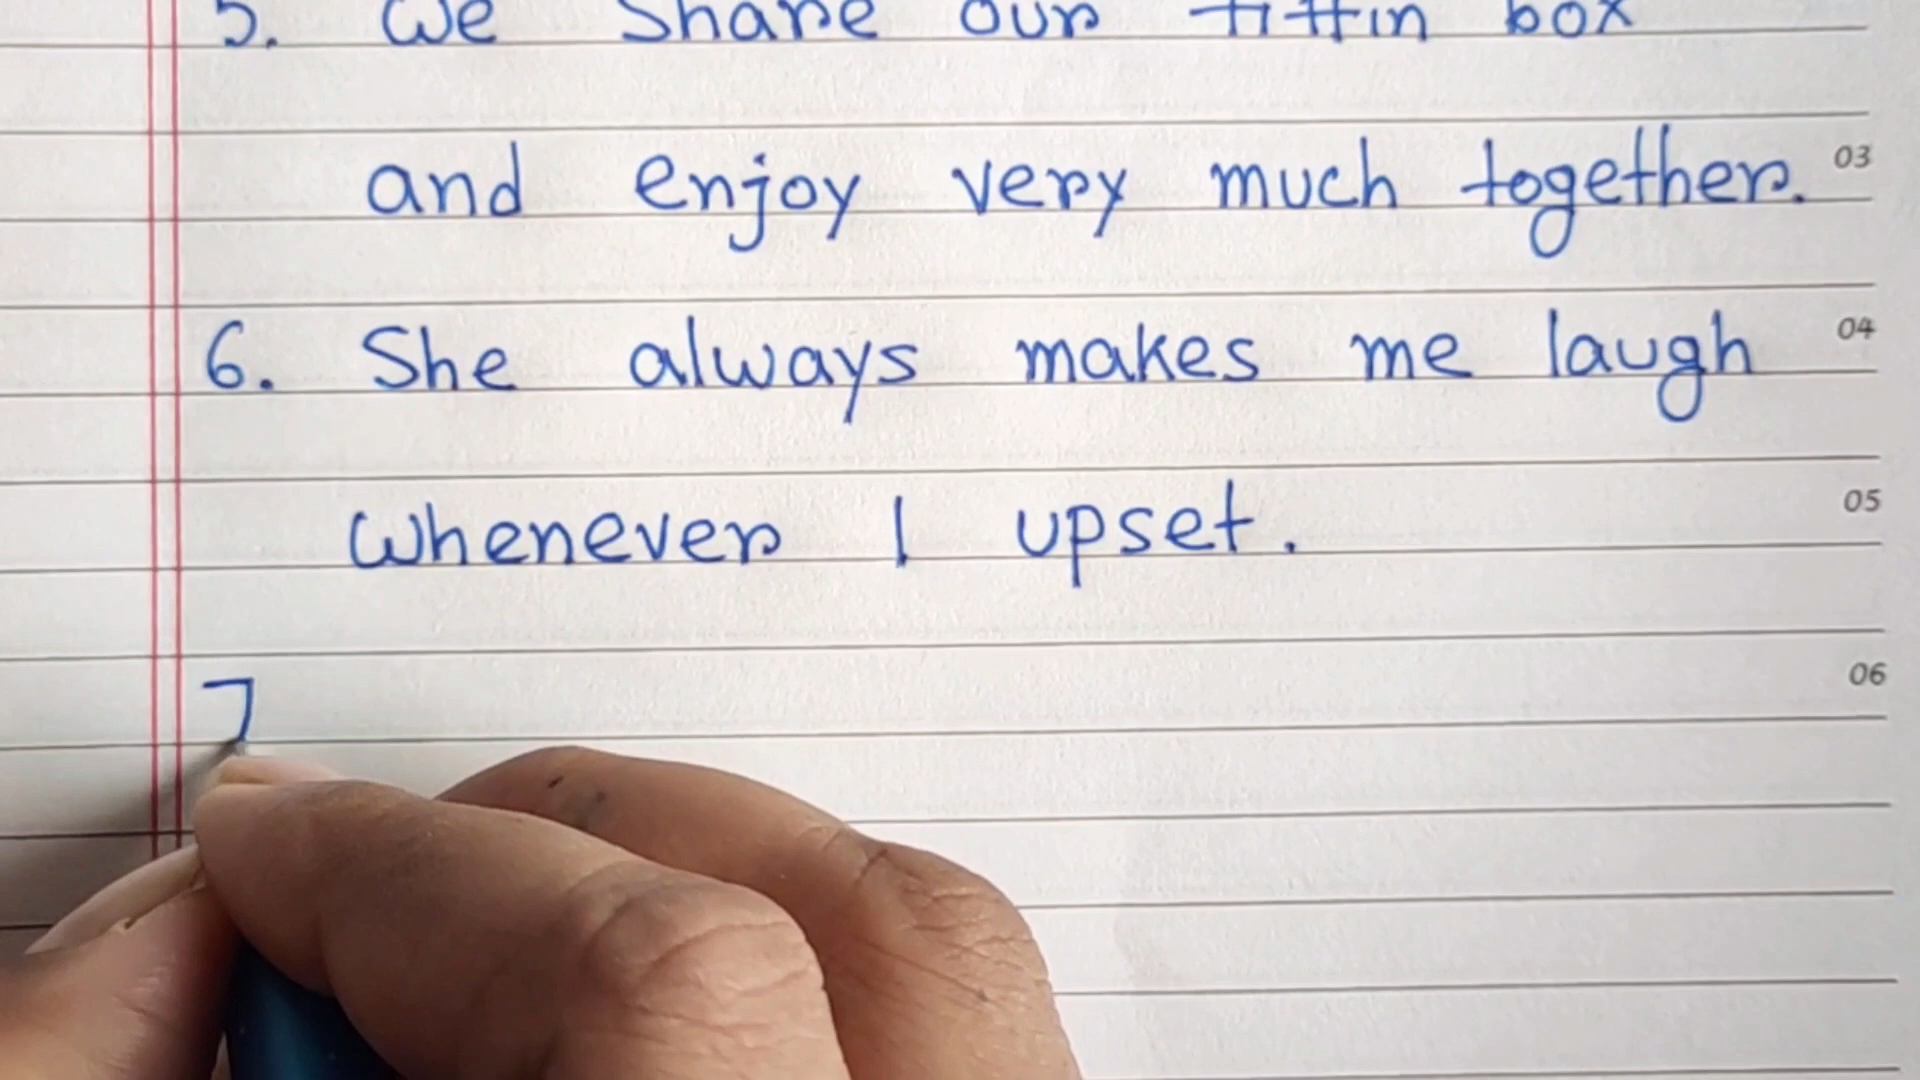 5. We share our tiffin box
and enjoy very much together. 03
6. She always makes me laugh 04
whenever I upset. 05
7 06